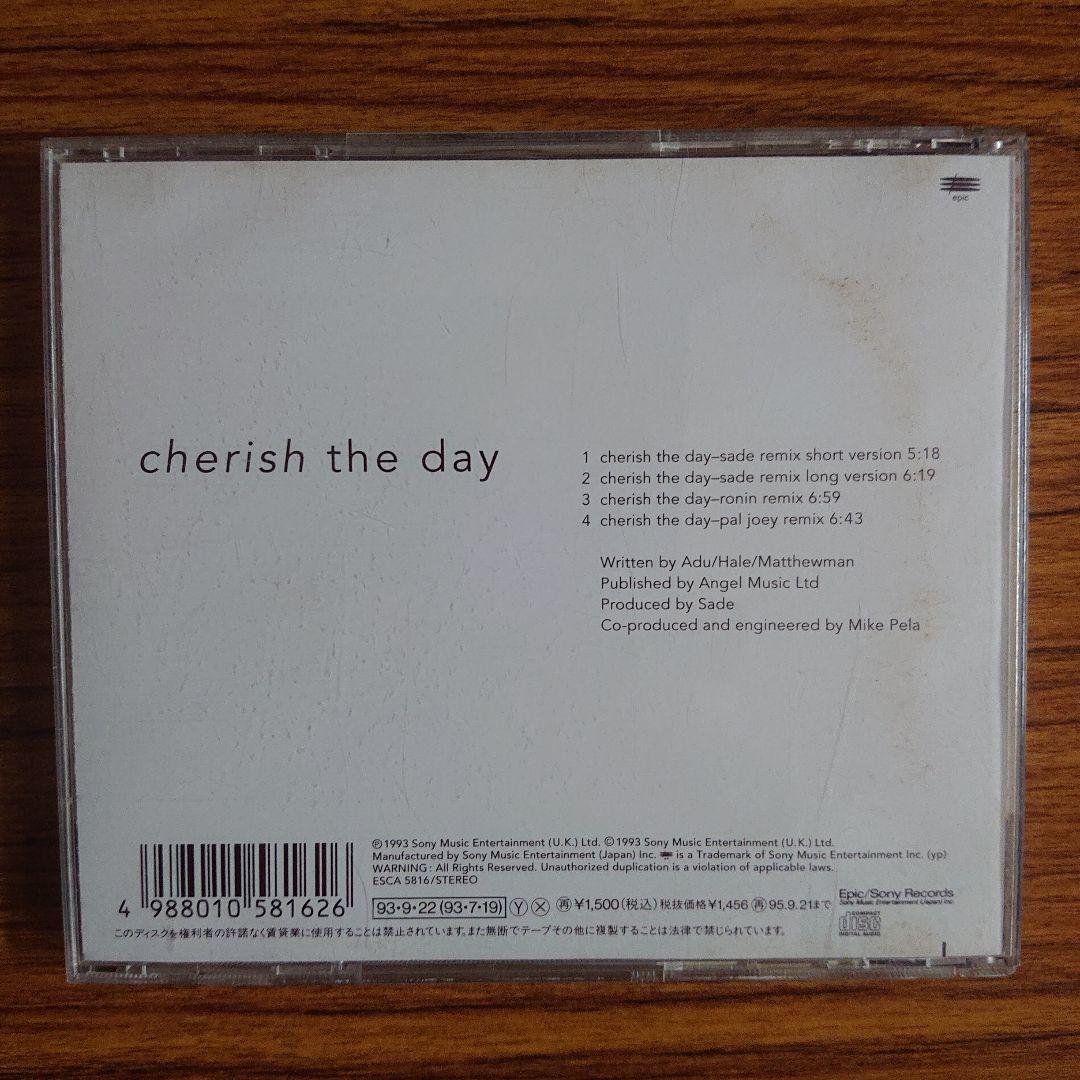 epic
cherish the day
1 cherish the day–sade remix short version 5:18
2 cherish the day–sade remix long version 6:19
3 cherish the day–ronin remix 6:59
4 cherish the day–pal joey remix 6:43
Written by Adu/Hale/Matthewman
Published by Angel Music Ltd
Produced by Sade
Co-produced and engineered by Mike Pela
℗1993 Sony Music Entertainment (U.K.) Ltd. ©1993 Sony Music Entertainment (U.K.) Ltd.
Manufactured by Sony Music Entertainment (Japan) Inc. is a Trademark of Sony Music Entertainment Inc. (yp)
WARNING: All Rights Reserved. Unauthorized duplication is a violation of applicable laws.
ESCA 5816/STEREO
4 988010 581626
93・9・22 (93・7・19) Ⓨ Ⓧ ㊢ ¥1,500(税込) 税抜価格¥1,456 再 95.9.21まで
Epic/Sony Records
Sony Music Entertainment (Japan) Inc.
COMPACT disc DIGITAL AUDIO
このディスクを権利者の許諾なく賃貸業に使用することは禁止されています。また無断でテープその他に複製することは法律で禁じられています。